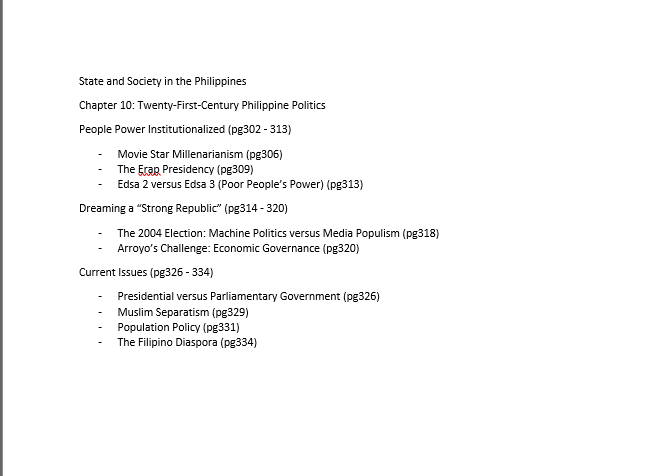 State and Society in the Philippines
Chapter 10: Twenty-First-Century Philippine Politics
People Power Institutionalized (pg302 - 313)
- Movie Star Millenarianism (pg306)
- The Erap Presidency (pg309)
- Edsa 2 versus Edsa 3 (Poor People’s Power) (pg313)
Dreaming a “Strong Republic” (pg314 - 320)
- The 2004 Election: Machine Politics versus Media Populism (pg318)
- Arroyo’s Challenge: Economic Governance (pg320)
Current Issues (pg326 - 334)
- Presidential versus Parliamentary Government (pg326)
- Muslim Separatism (pg329)
- Population Policy (pg331)
- The Filipino Diaspora (pg334)